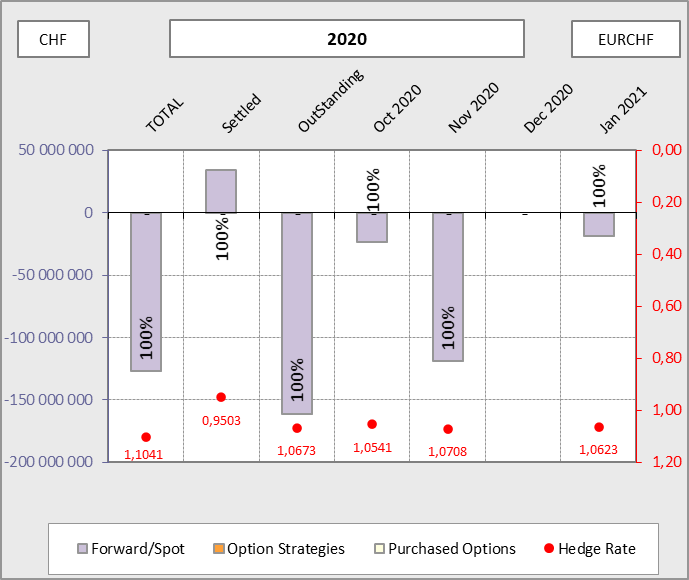 CHF
2020
EURCHF
TOTAL
Settled
OutStanding
Oct 2020
Nov 2020
Dec 2020
Jan 2021
50 000 000
0
-50 000 000
-100 000 000
-150 000 000
-200 000 000
0,00
0,20
0,40
0,60
0,80
1,00
1,20
100%
100%
100%
100%
100%
100%
1,1041
0,9503
1,0673
1,0541
1,0708
1,0623
Forward/Spot
Option Strategies
Purchased Options
Hedge Rate